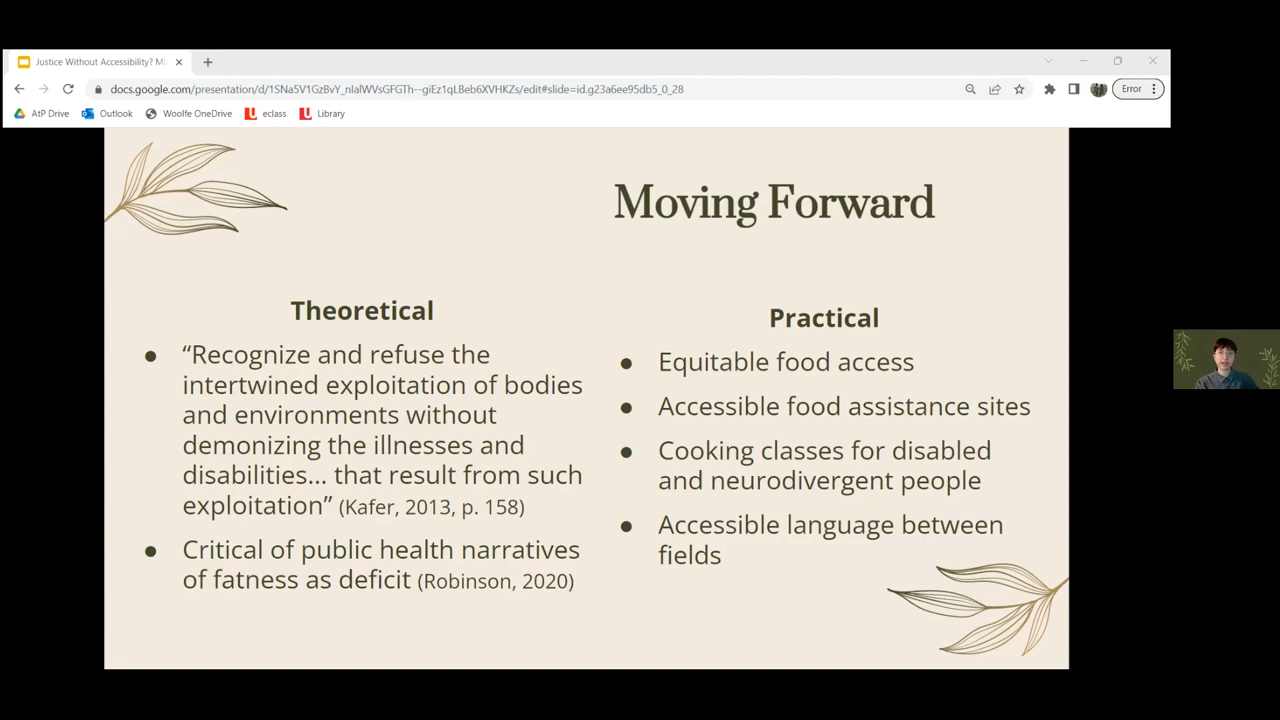 Justice Without Accessibility? Mi
docs.google.com/presentation/d/1SNa5V1GzBvY_nlalWVsGFGTh--giEz1qLBeb6XVHKZs/edit#slide=id.g23a6ee95db5_0_28
Error
AtP Drive
Outlook
Woolfe OneDrive
eclass
Library
Moving Forward
Theoretical
● “Recognize and refuse the
intertwined exploitation of bodies
and environments without
demonizing the illnesses and
disabilities... that result from such
exploitation” (Kafer, 2013, p. 158)
● Critical of public health narratives
of fatness as deficit (Robinson, 2020)
Practical
● Equitable food access
● Accessible food assistance sites
● Cooking classes for disabled
and neurodivergent people
● Accessible language between
fields